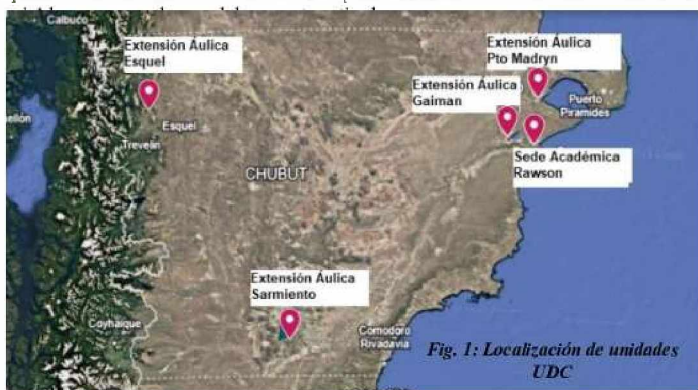 Calbuco
Extensión Áulica
Esquel
Extensión Áulica
Pto Madryn
Extensión Áulica
Gaiman
Puerto
Piramides
Esquel
Trevelin
Sede Académica
Rawson
CHUBUT
Extensión Áulica
Sarmiento
Coyhaique
Comodoro
Rivadavia
Fig. 1: Localización de unidades
UDC